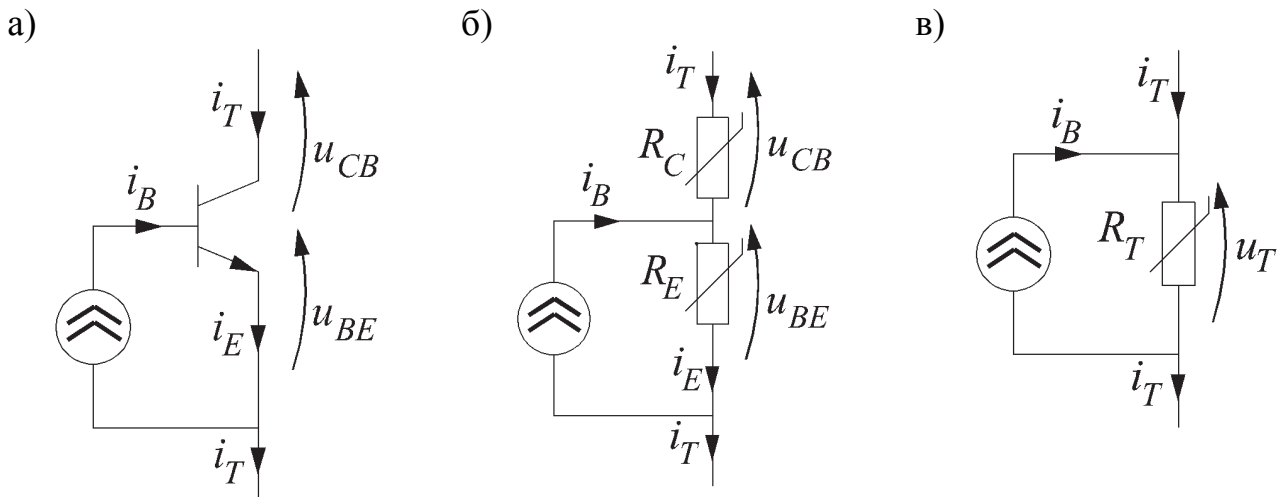 а)
i_T
u_CB
i_B
u_BE
i_E
i_T
б)
i_T
R_C
u_CB
i_B
R_E
u_BE
i_E
i_T
в)
i_T
i_B
R_T
u_T
i_T